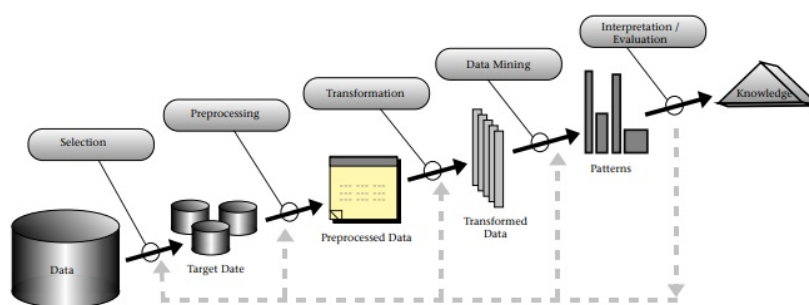 Interpretation /
Evaluation
Data Mining
Transformation
Preprocessing
Selection
Data
Target Date
Preprocessed Data
Transformed
Data
Patterns
Knowledge